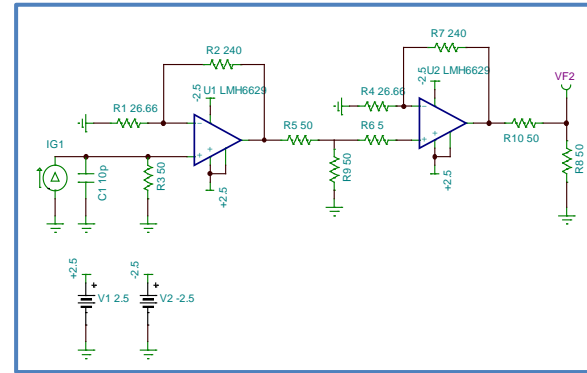 R2 240
R7 240
VF2
-2.5
U1 LMH6629
-2.5
U2 LMH6629
R1 26.66
R4 26.66
IG1
C1 10p
R3 50
+2.5
R5 50
R6 5
R9 50
+2.5
R10 50
R8 50
+2.5
V1 2.5
-2.5
V2 -2.5